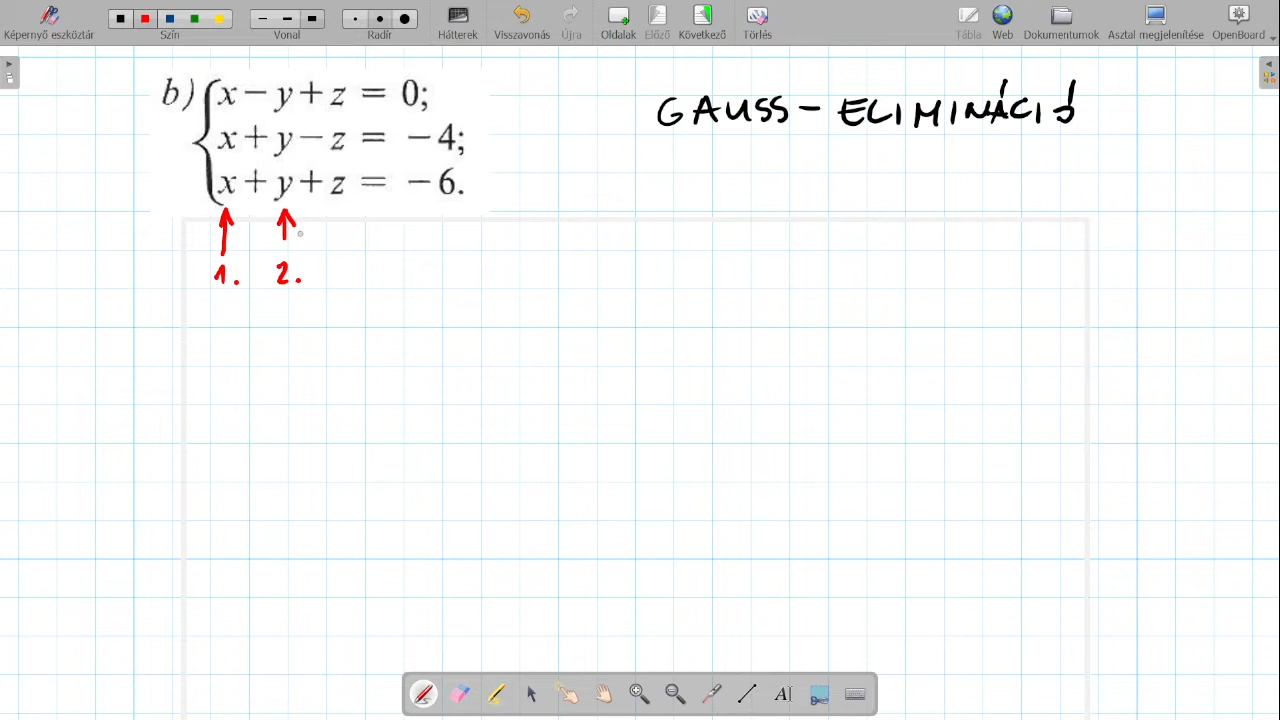 Képernyő eszköztár Szín Vonal Radír Hátterek Visszavonás Újra Oldalak Előző Következő Törlés Tábla Web Dokumentumok Asztal megjelenítése OpenBoard
b) x − y + z = 0;
x + y − z = −4;
x + y + z = −6.
GAUSS - ELIMINÁCIÓ
1. 2.